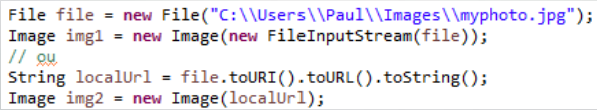 File file = new File("C:\\Users\\Paul\\Images\\myphoto.jpg");
Image img1 = new Image(new FileInputStream(file));
// ou
String localUrl = file.toURI().toURL().toString();
Image img2 = new Image(localUrl);